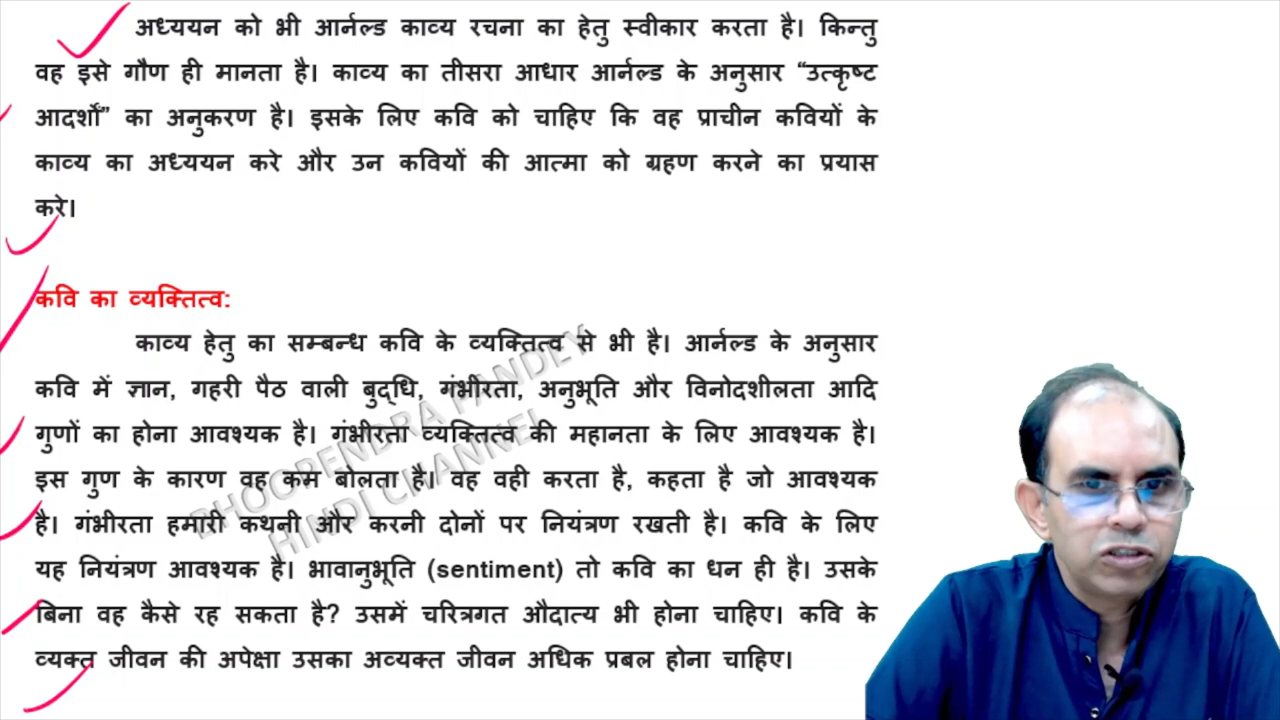 अध्ययन को भी आर्नल्ड काव्य रचना का हेतु स्वीकार करता है। किन्तु
वह इसे गौण ही मानता है। काव्य का तीसरा आधार आर्नल्ड के अनुसार “उत्कृष्ट
आदर्शों” का अनुकरण है। इसके लिए कवि को चाहिए कि वह प्राचीन कवियों के
काव्य का अध्ययन करे और उन कवियों की आत्मा को ग्रहण करने का प्रयास
करे।
कवि का व्यक्तित्व:
काव्य हेतु का सम्बन्ध कवि के व्यक्तित्व से भी है। आर्नल्ड के अनुसार
कवि में ज्ञान, गहरी पैठ वाली बुद्धि, गंभीरता, अनुभूति और विनोदशीलता आदि
गुणों का होना आवश्यक है। गंभीरता व्यक्तित्व की महानता के लिए आवश्यक है।
इस गुण के कारण वह कम बोलता है। वह वही करता है, कहता है जो आवश्यक
है। गंभीरता हमारी कथनी और करनी दोनों पर नियंत्रण रखती है। कवि के लिए
यह नियंत्रण आवश्यक है। भावानुभूति (sentiment) तो कवि का धन ही है। उसके
बिना वह कैसे रह सकता है? उसमें चरित्रगत औदात्य भी होना चाहिए। कवि के
व्यक्त जीवन की अपेक्षा उसका अव्यक्त जीवन अधिक प्रबल होना चाहिए।
BHOOPENDRA PANDEY
HINDI CHANNEL